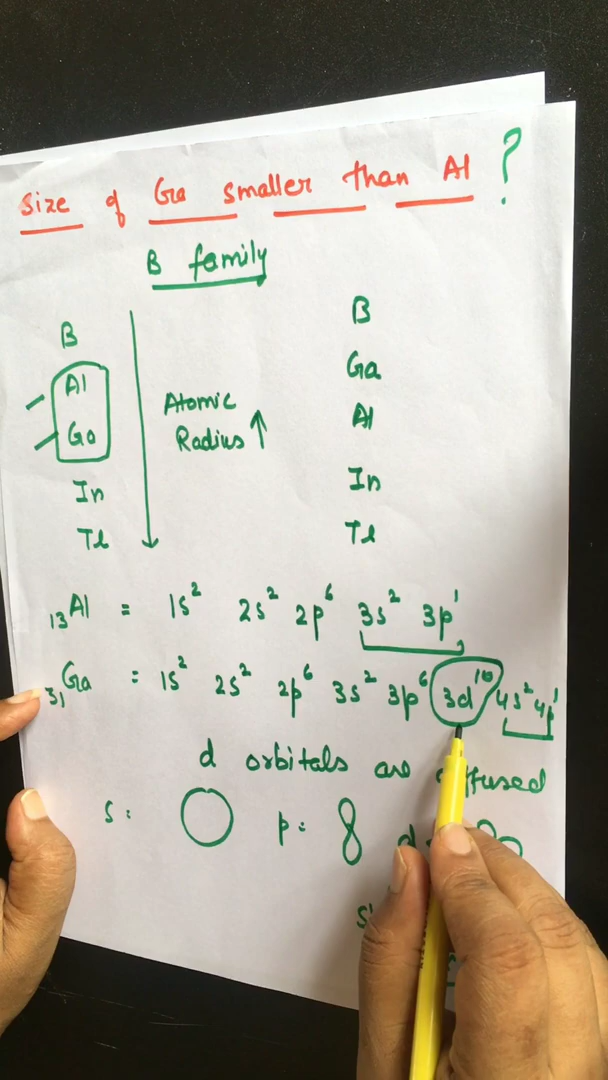 Size of Ga smaller than Al ?
B family
B
Al
Ga
In
Tl
Atomic
Radius ↑
B
Ga
Al
In
Tl
₁₃Al = 1s² 2s² 2p⁶ 3s² 3p¹
₃₁Ga = 1s² 2s² 2p⁶ 3s² 3p⁶ 3d¹⁰ 4s² 4p¹
d orbitals are
s: p: d